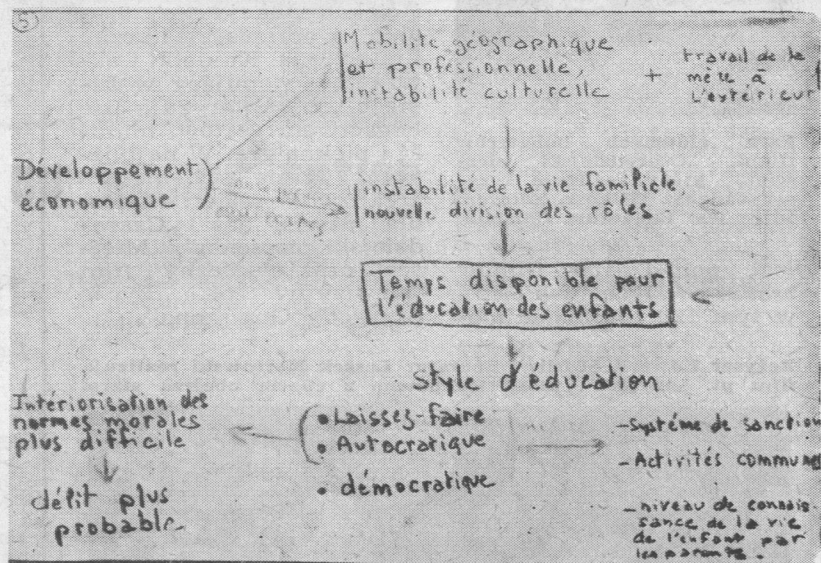 5
Mobilité géographique
et professionnelle,
instabilité culturelle
+
travail de la
mère à
l'extérieur
Développement
économique
instabilité de la vie familiale,
nouvelle division des rôles
Temps disponible pour
l'éducation des enfants
Style d'éducation
• Laisses-faire
• Autocratique
• démocratique
Intériorisation des
normes morales
plus difficile
délit plus
probable
-Système de sanction
-Activités communes
-niveau de connais-
sance de la vie
de l'enfant par
les parents.